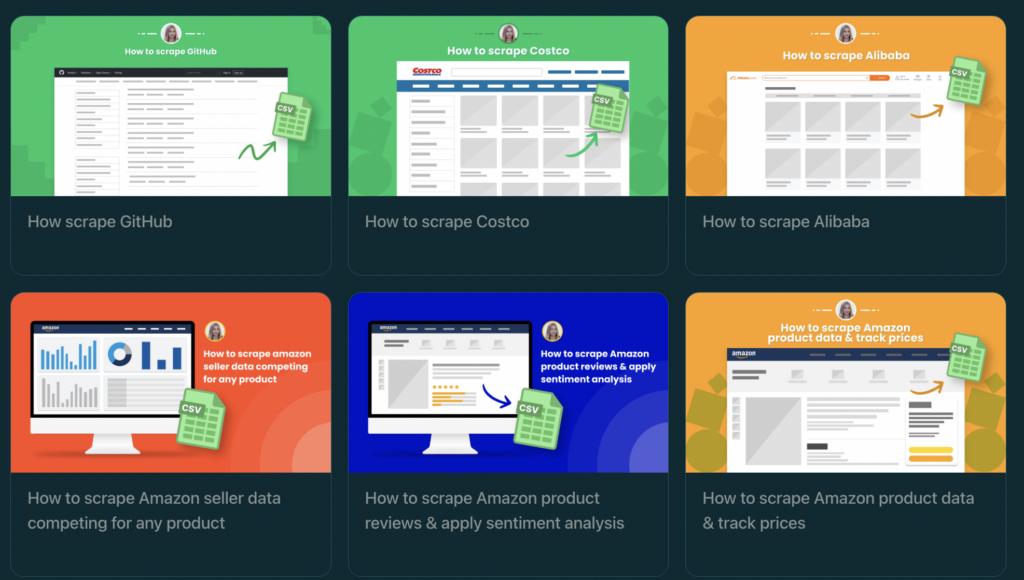 How to scrape GitHub
CSV
How scrape GitHub
How to scrape Costco
COSTCO
CSV
How to scrape Costco
How to scrape Alibaba
Alibaba.com
CSV
How to scrape Alibaba
amazon
How to scrape amazon
seller data competing
for any product
CSV
How to scrape Amazon seller data
competing for any product
amazon
How to scrape Amazon
product reviews & apply
sentiment analysis
CSV
How to scrape Amazon product
reviews & apply sentiment analysis
How to scrape Amazon
product data & track prices
amazon
CSV
How to scrape Amazon product data
& track prices